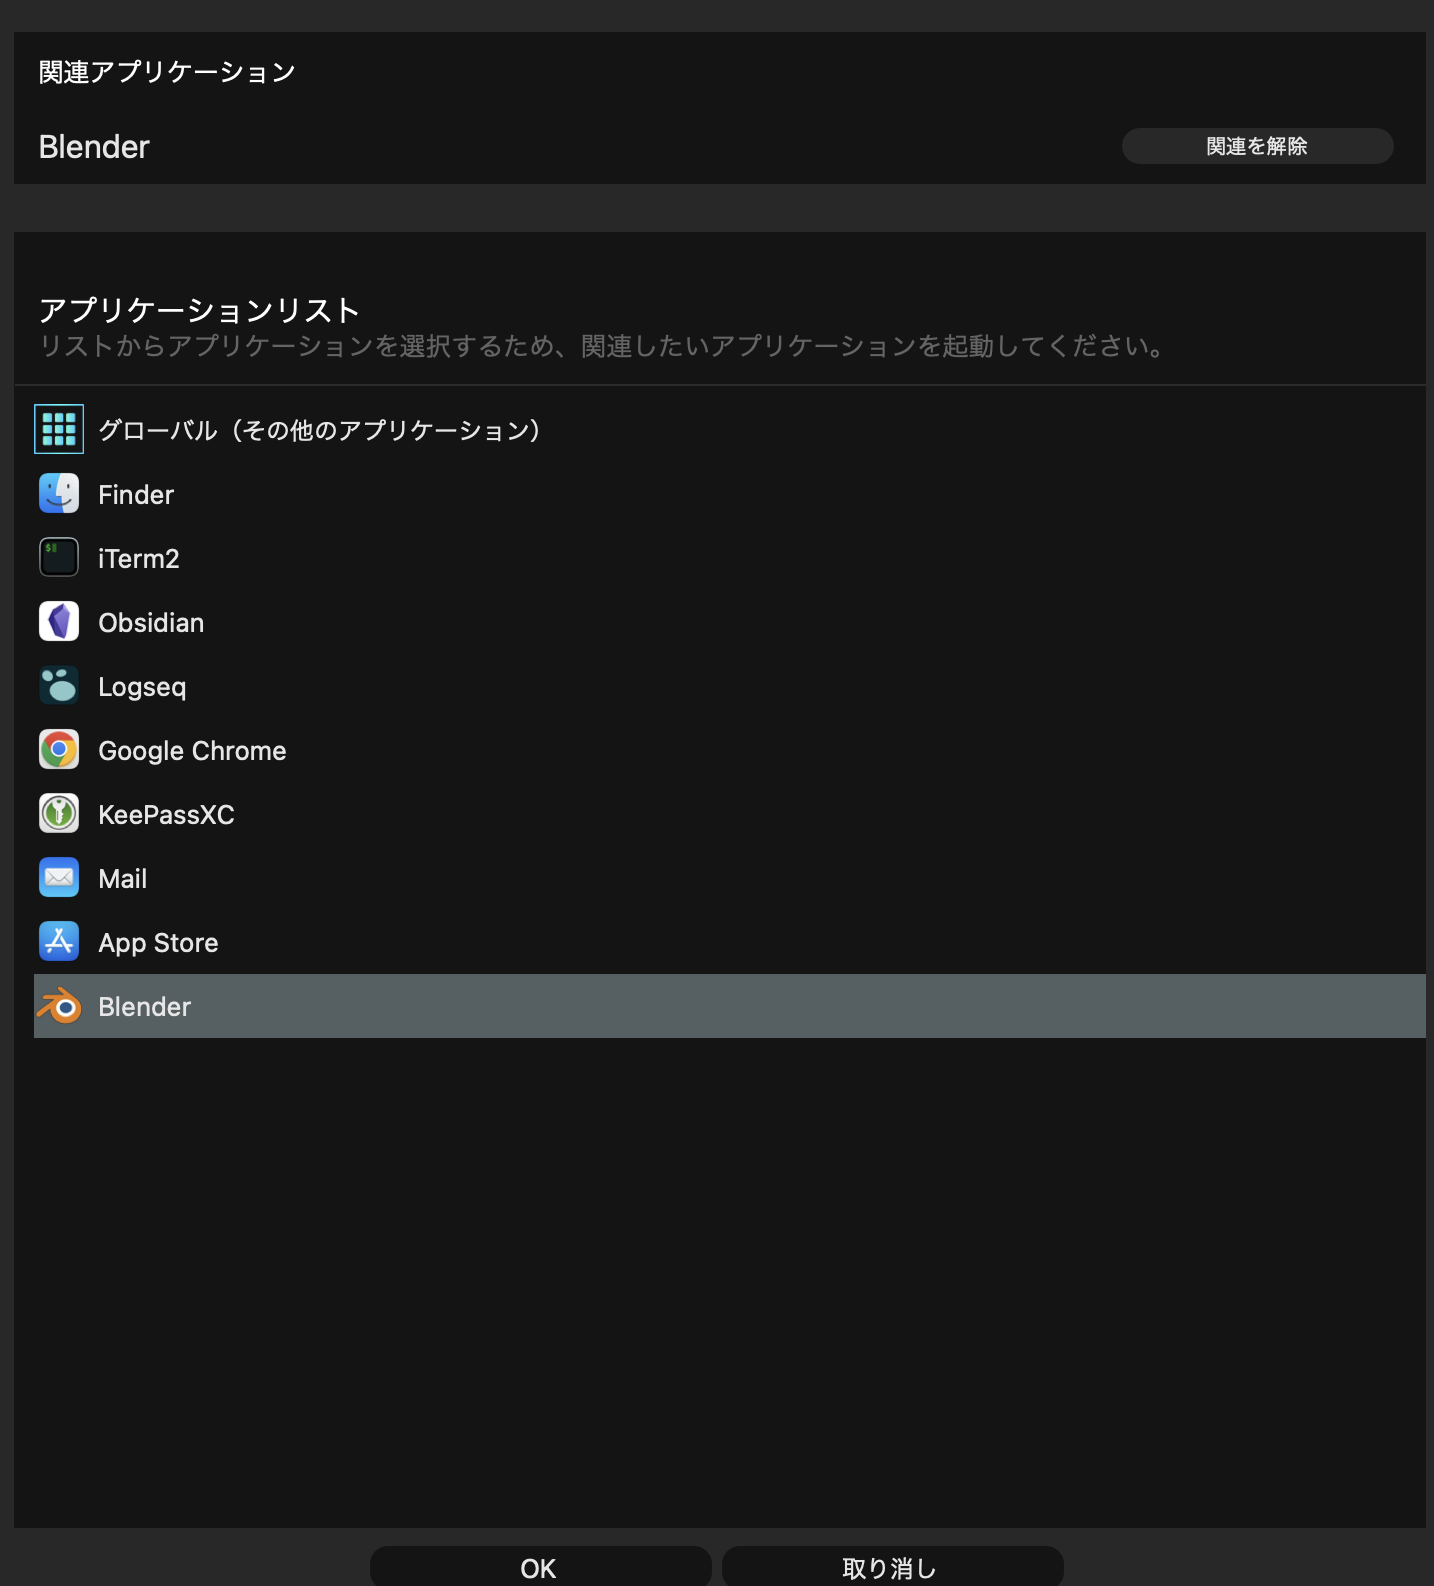 関連アプリケーション
Blender
関連を解除
アプリケーションリスト
リストからアプリケーションを選択するため、関連したいアプリケーションを起動してください。
グローバル（その他のアプリケーション）
Finder
iTerm2
Obsidian
Logseq
Google Chrome
KeePassXC
Mail
App Store
Blender
OK
取り消し